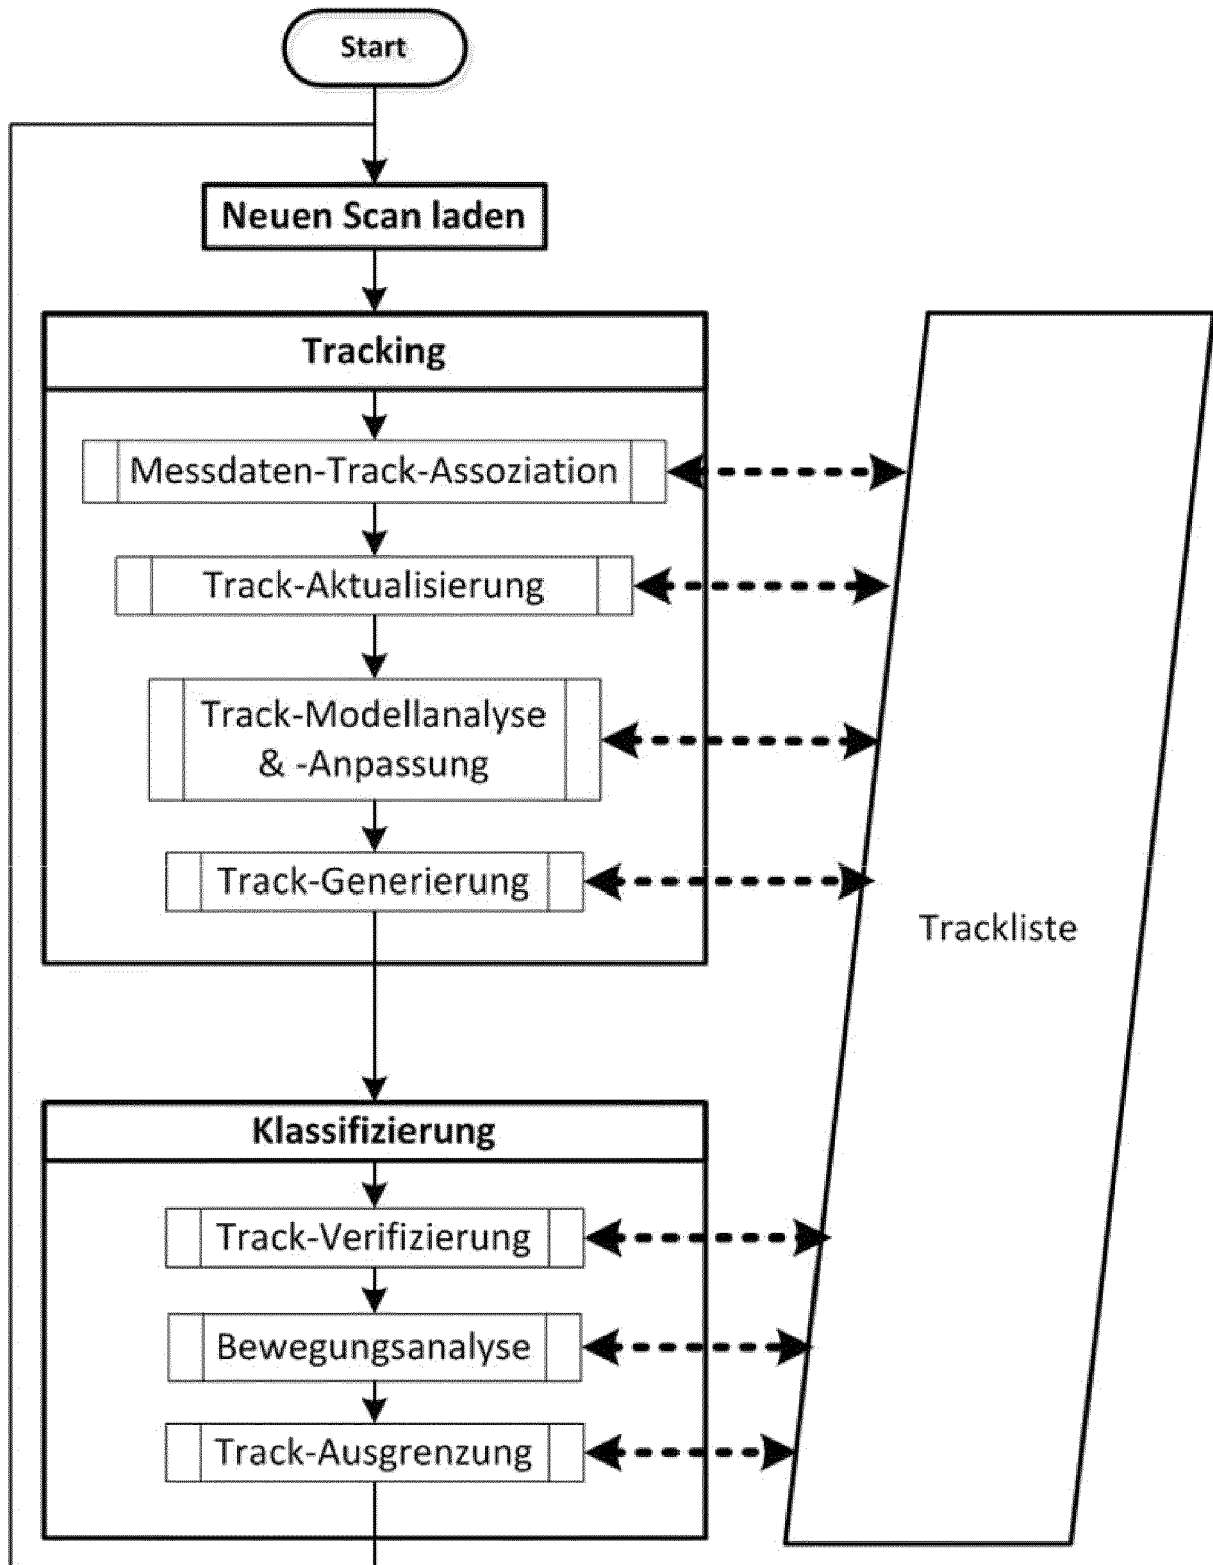 Start
Neuen Scan laden
Tracking
Messdaten-Track-Assoziation
Track-Aktualisierung
Track-Modellanalyse
& -Anpassung
Track-Generierung
Trackliste
Klassifizierung
Track-Verifizierung
Bewegungsanalyse
Track-Ausgrenzung